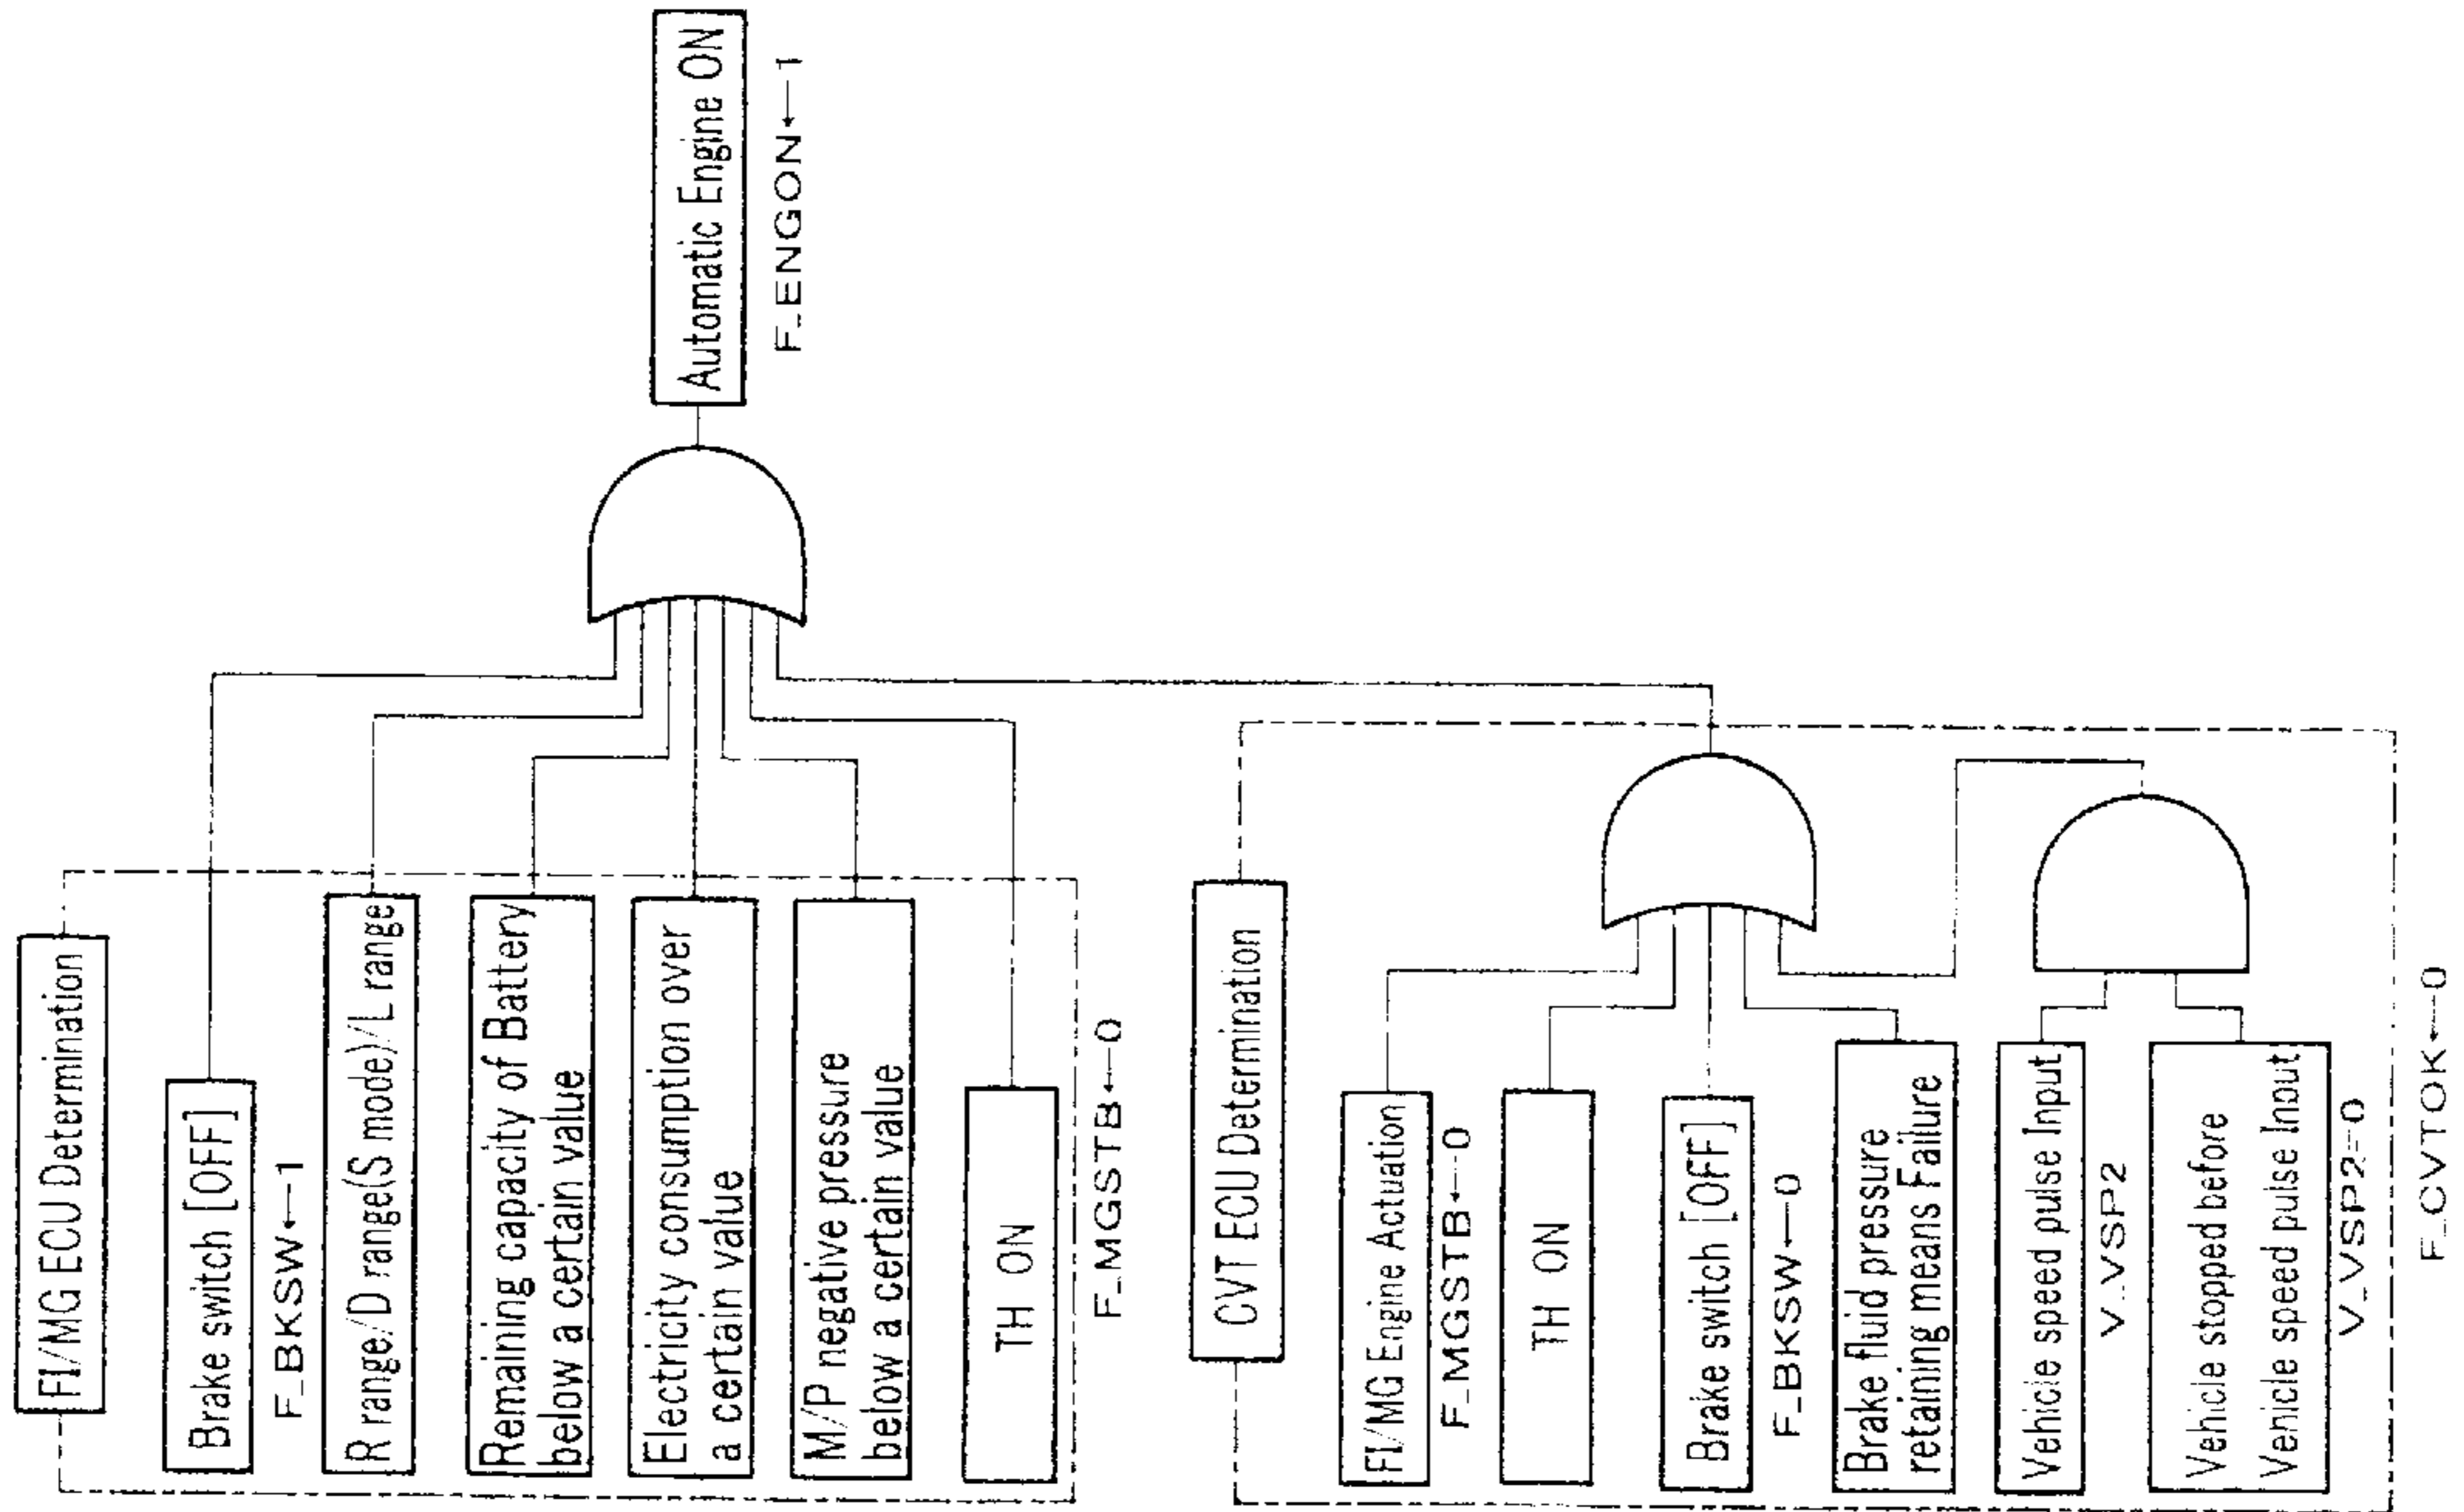 FI/MG ECU Determination
Brake switch [OFF]
F_BKSW←1
R range/D range(S mode)/L range
Remaining capacity of Battery
below a certain value
Electricity consumption over
a certain value
M/P negative pressure
below a certain value
TH ON
F_MGSTB←0
Automatic Engine ON
F_ENGON←1
CVT ECU Determination
FI/MG Engine Actuation
F_MGSTB←0
TH ON
Brake switch [OFF]
F_BKSW←0
Brake fluid pressure
retaining means Failure
Vehicle speed pulse Input
V_VSP2
Vehicle stopped before
Vehicle speed pulse Inout
V_VSP2=0
F_CVTOK←0